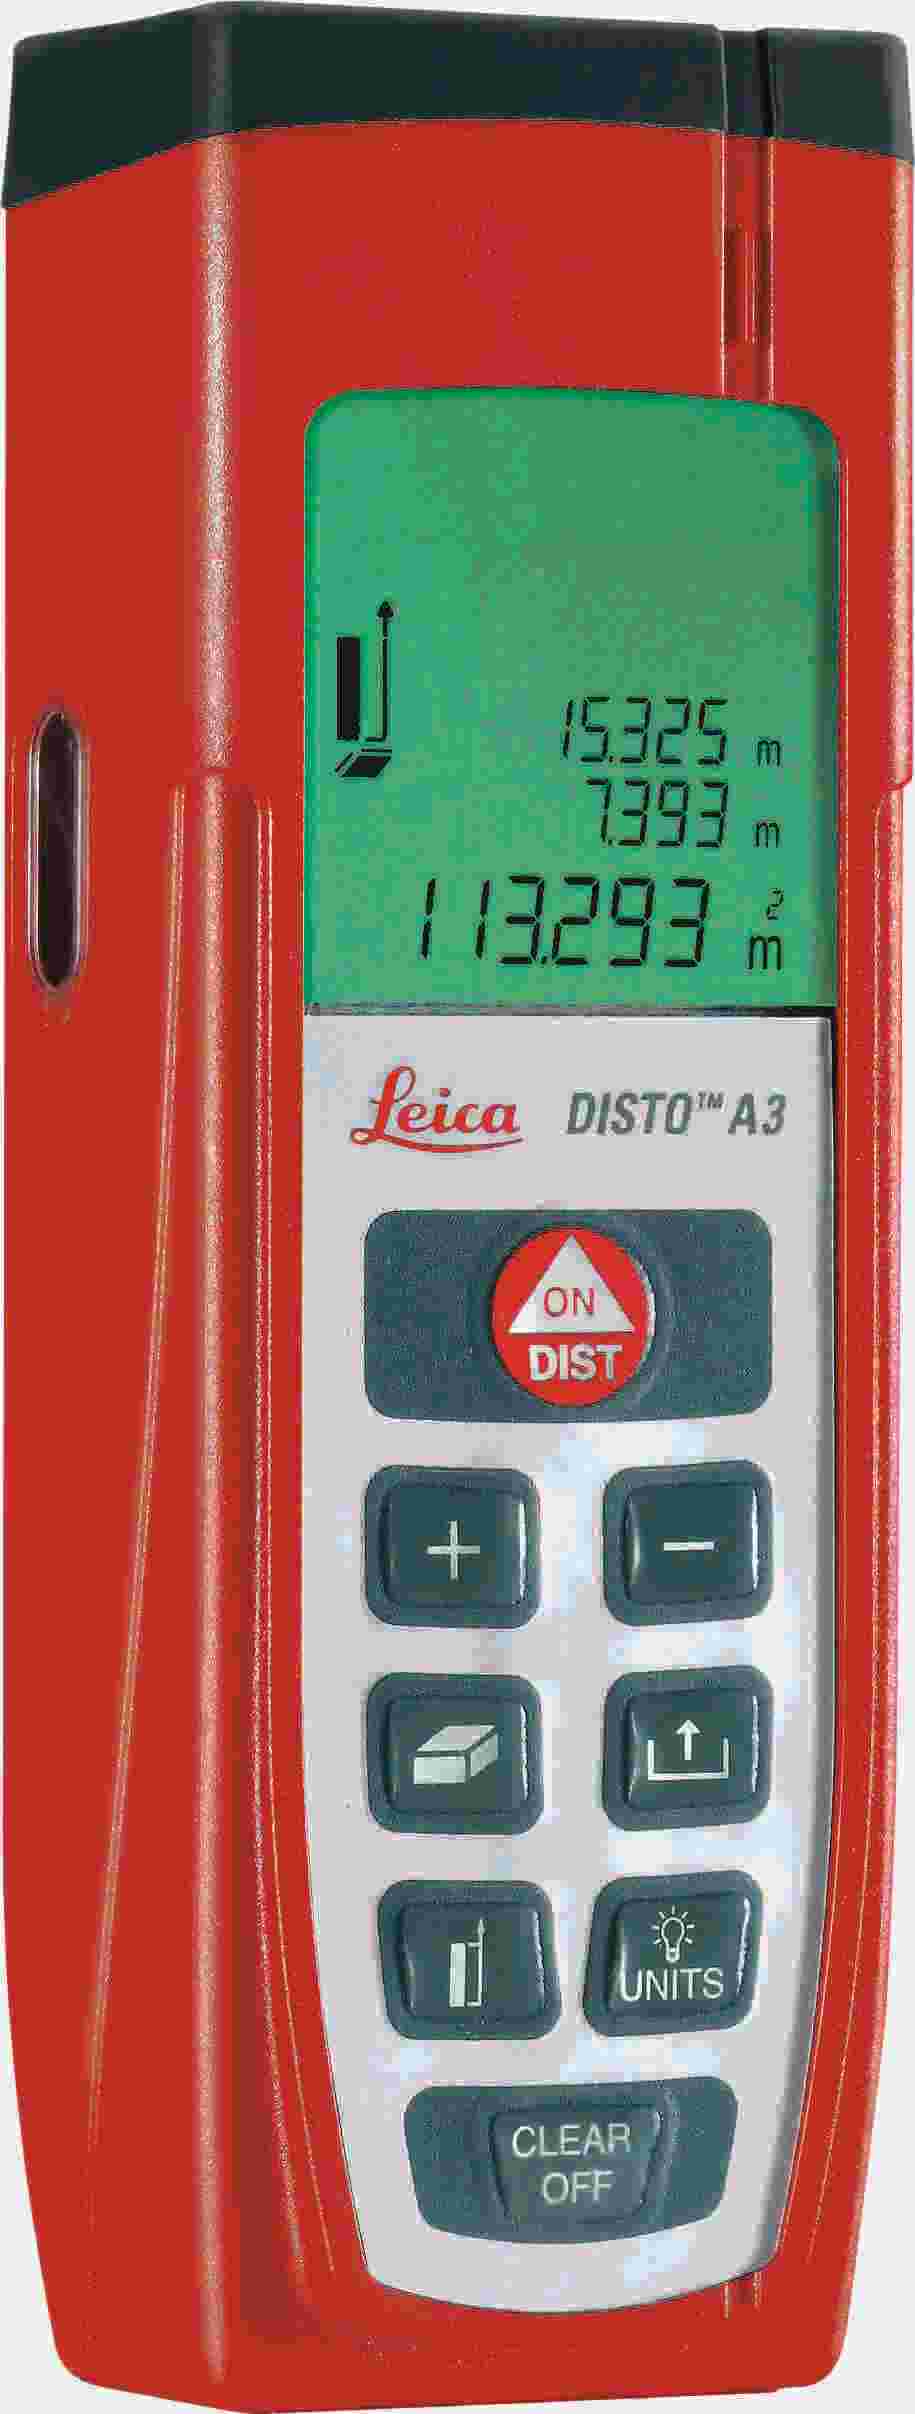 15.325 m
7.393 m
113.293 m²
Leica DISTO™ A3
ON
DIST
+ −
UNITS
CLEAR
OFF